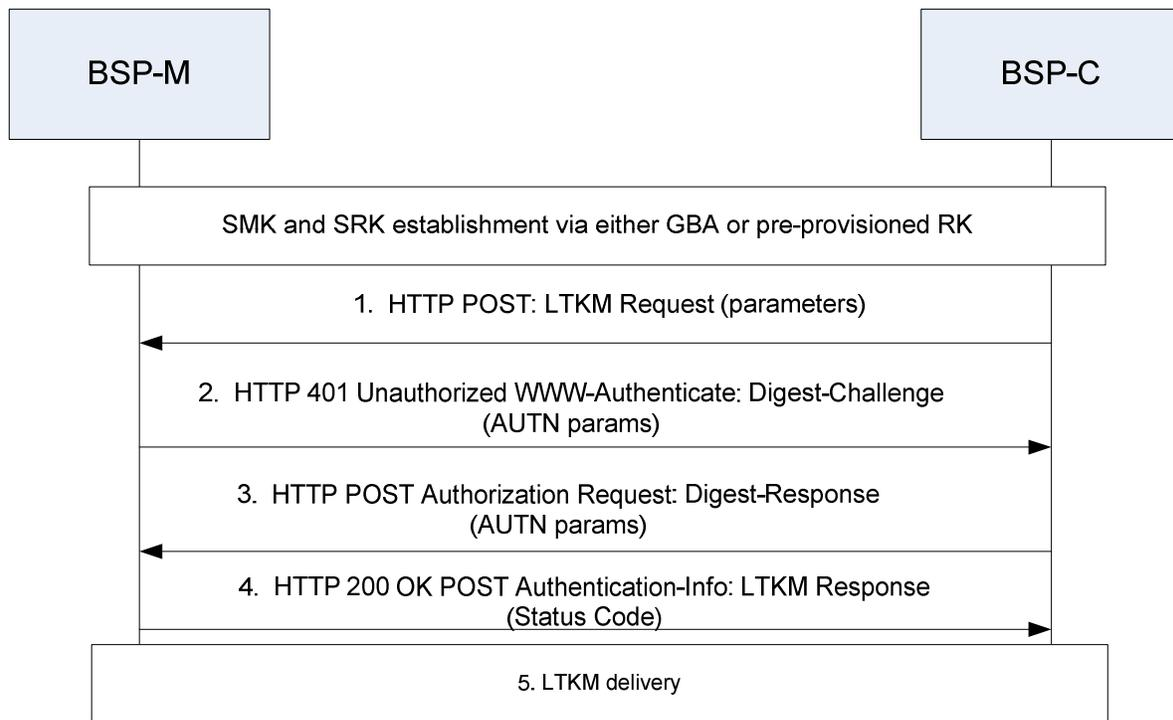 BSP-M
BSP-C
SMK and SRK establishment via either GBA or pre-provisioned RK
1. HTTP POST: LTKM Request (parameters)
2. HTTP 401 Unauthorized WWW-Authenticate: Digest-Challenge
(AUTN params)
3. HTTP POST Authorization Request: Digest-Response
(AUTN params)
4. HTTP 200 OK POST Authentication-Info: LTKM Response
(Status Code)
5. LTKM delivery